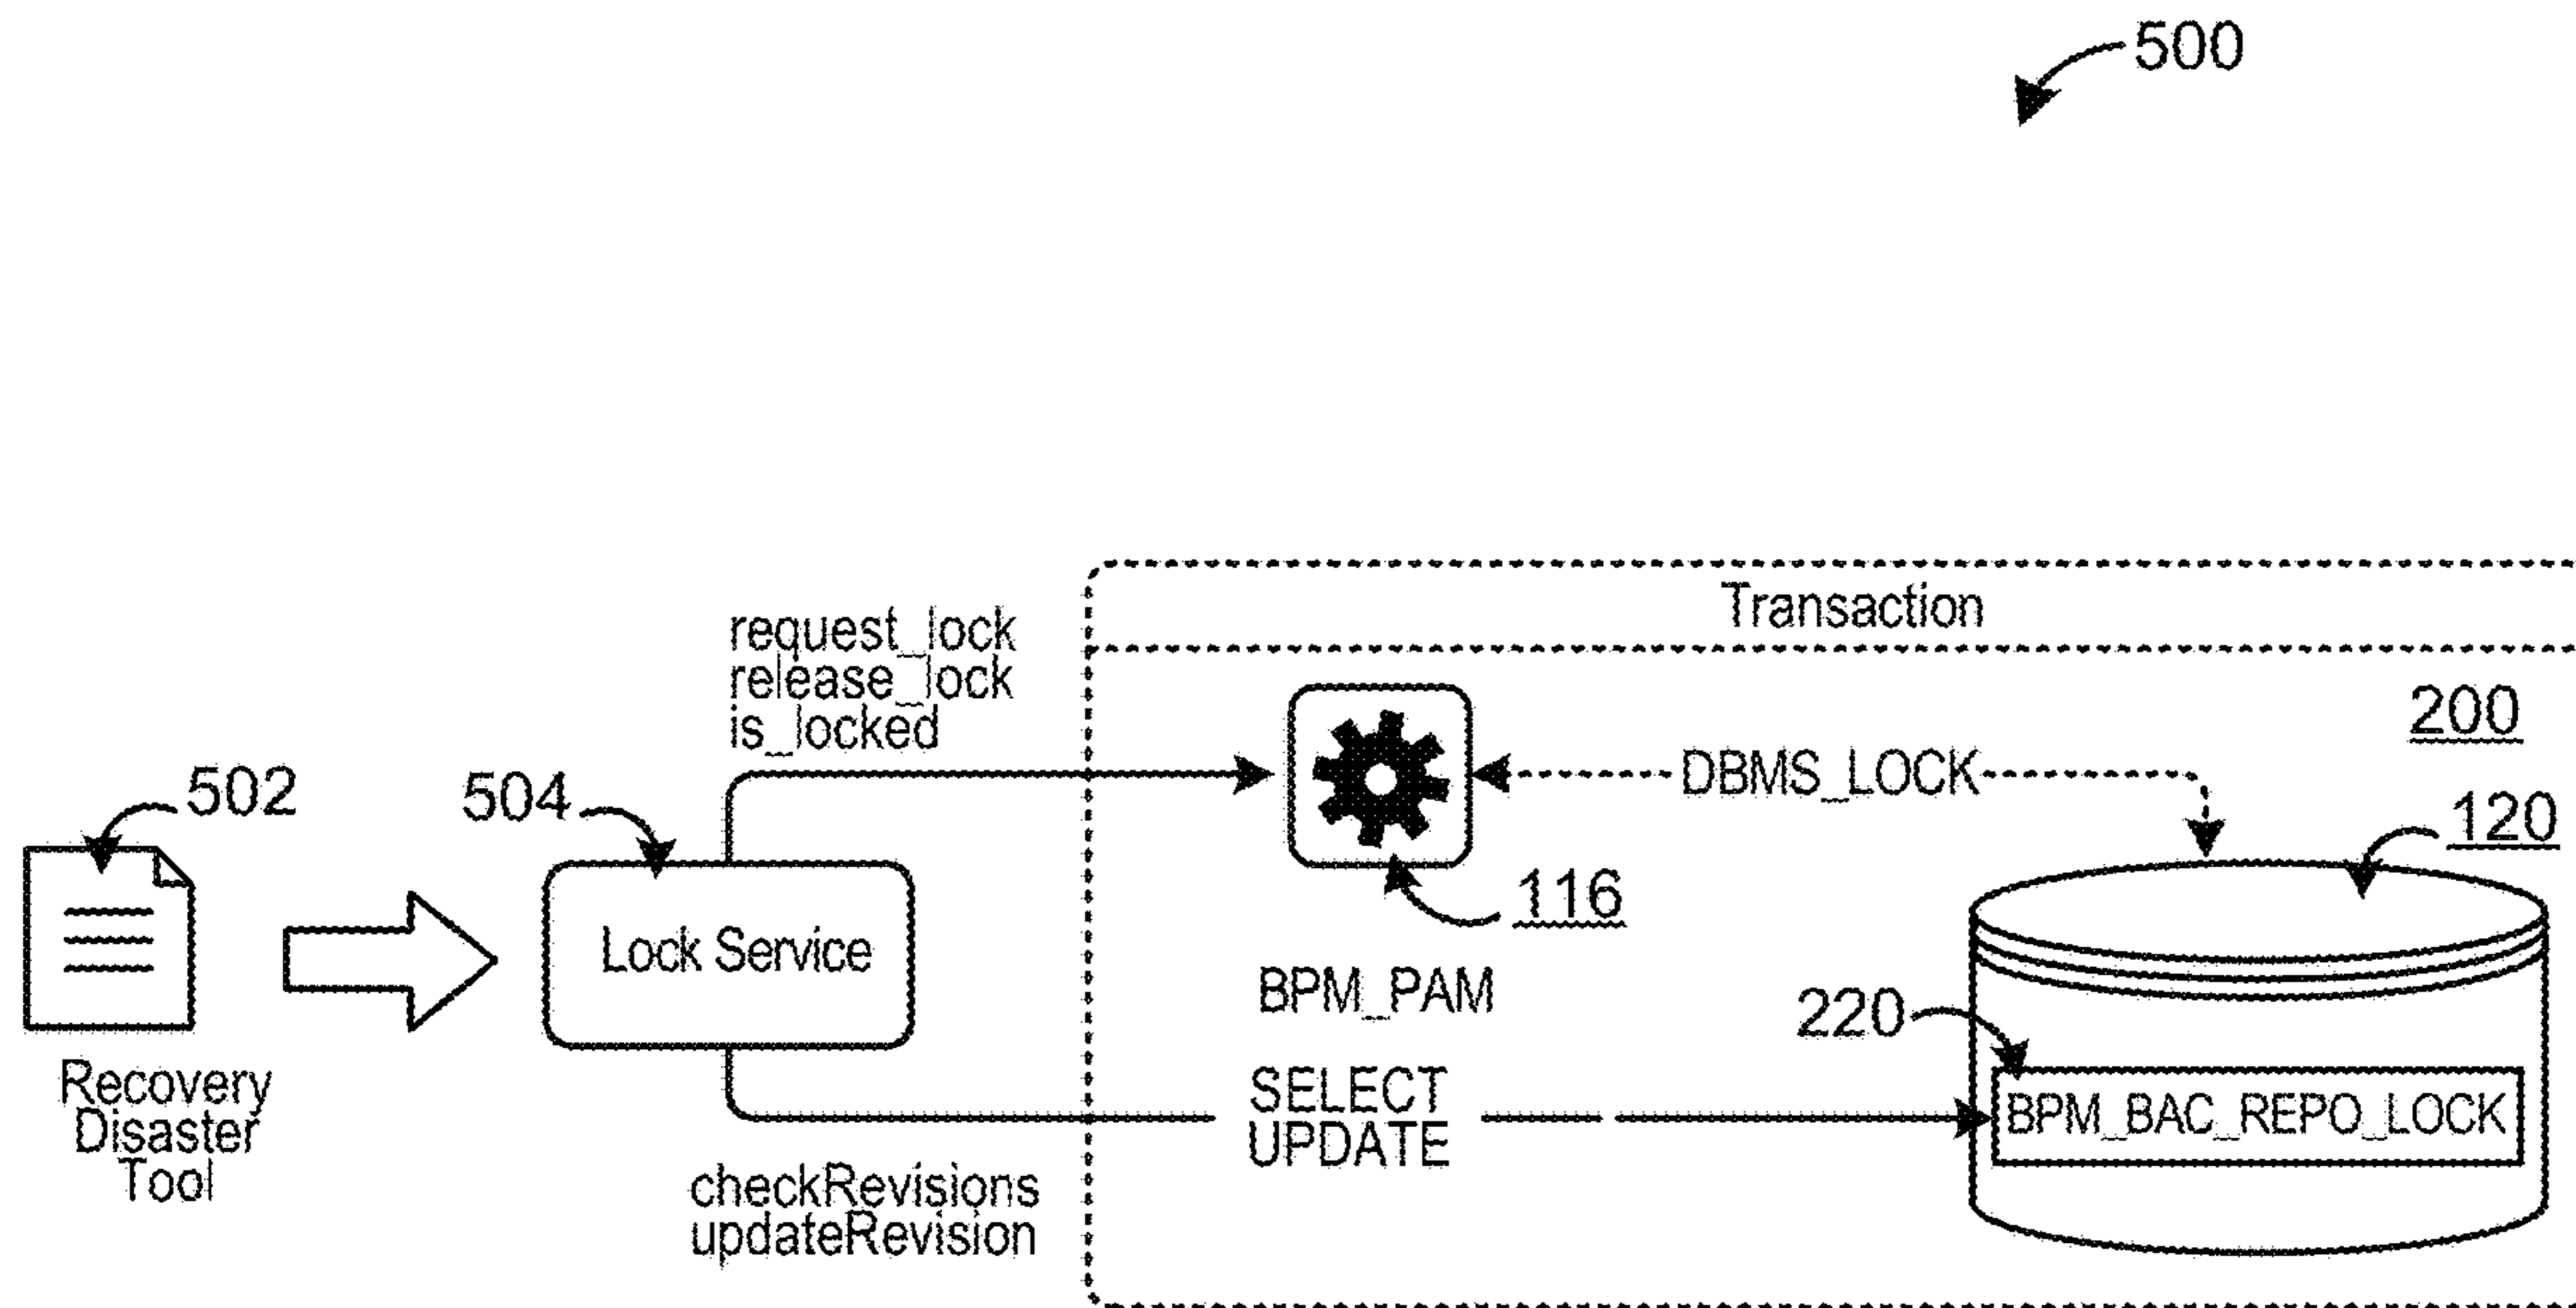 500
Transaction
request_lock
release_lock
is_locked
200
DBMS_LOCK
502
504
120
116
Lock Service
BPM_PAM
220
Recovery
Disaster
Tool
SELECT
UPDATE
BPM_BAC_REPO_LOCK
checkRevisions
updateRevision